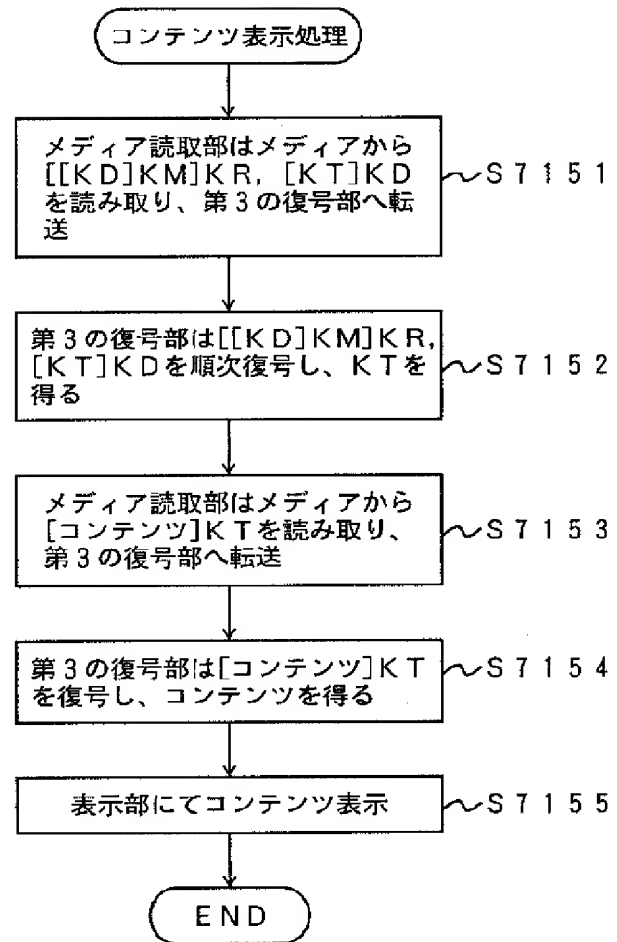 コンテンツ表示処理
メディア読取部はメディアから
[[KD]KM]KR, [KT]KD
を読み取り、第3の復号部へ転
送
S7151
第3の復号部は[[KD]KM]KR,
[KT]KDを順次復号し、KTを
得る
S7152
メディア読取部はメディアから
[コンテンツ]KTを読み取り、
第3の復号部へ転送
S7153
第3の復号部は[コンテンツ]KT
を復号し、コンテンツを得る
S7154
表示部にてコンテンツ表示
S7155
END